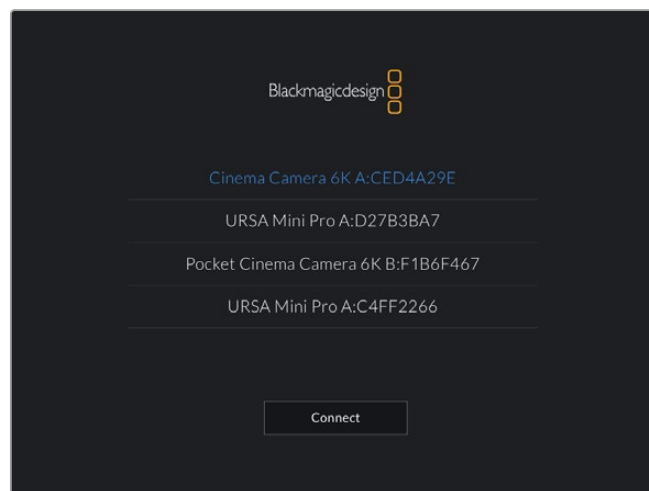 Blackmagicdesign
Cinema Camera 6K A:CED4A29E
URSA Mini Pro A:D27B3BA7
Pocket Cinema Camera 6K B:F1B6F467
URSA Mini Pro A:C4FF2266
Connect